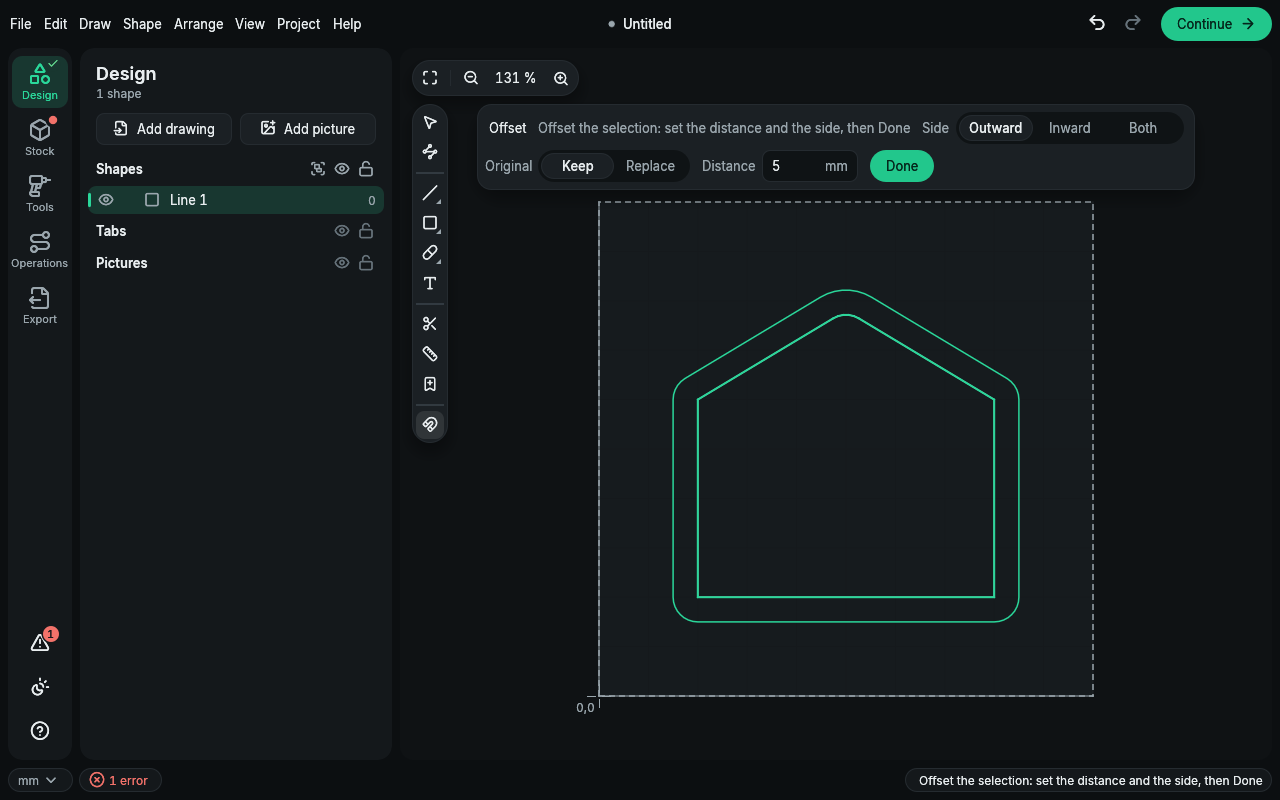 File Edit Draw Shape Arrange View Project Help
Untitled
Continue
Design
Stock
Tools
Operations
Export
1
Design
1 shape
Add drawing
Add picture
Shapes
Line 1
0
Tabs
Pictures
131 %
Offset Offset the selection: set the distance and the side, then Done Side Outward Inward Both
Original Keep Replace Distance 5 mm Done
0,0
mm
1 error
Offset the selection: set the distance and the side, then Done